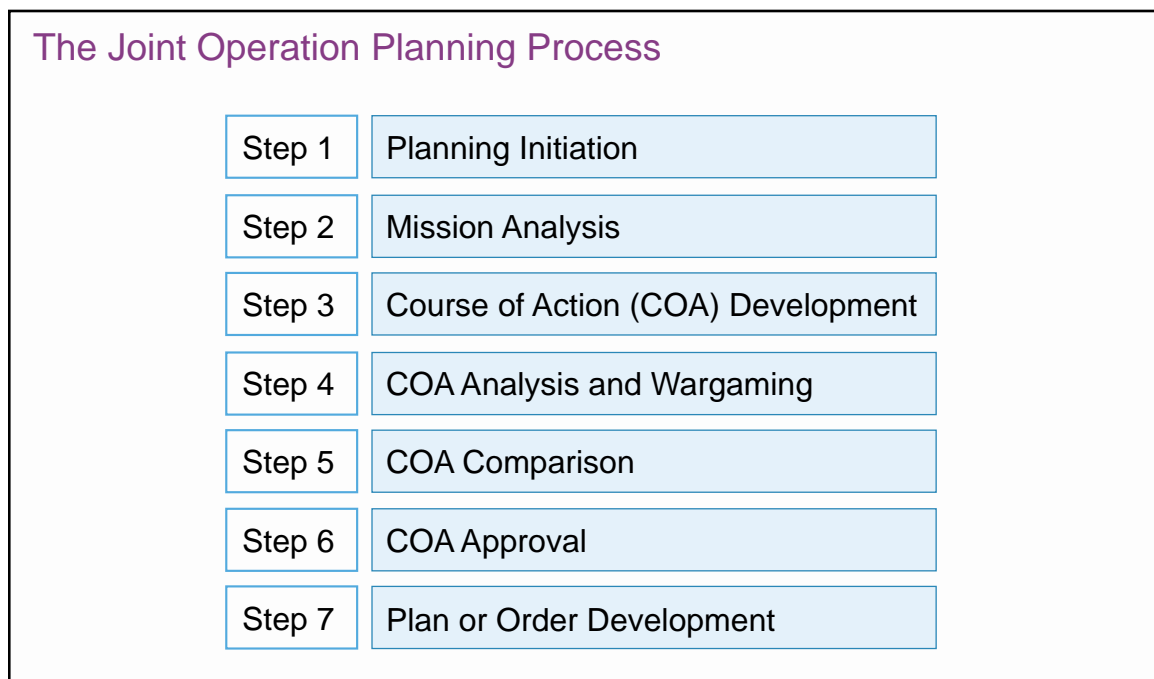 The Joint Operation Planning Process
Step 1 Planning Initiation
Step 2 Mission Analysis
Step 3 Course of Action (COA) Development
Step 4 COA Analysis and Wargaming
Step 5 COA Comparison
Step 6 COA Approval
Step 7 Plan or Order Development